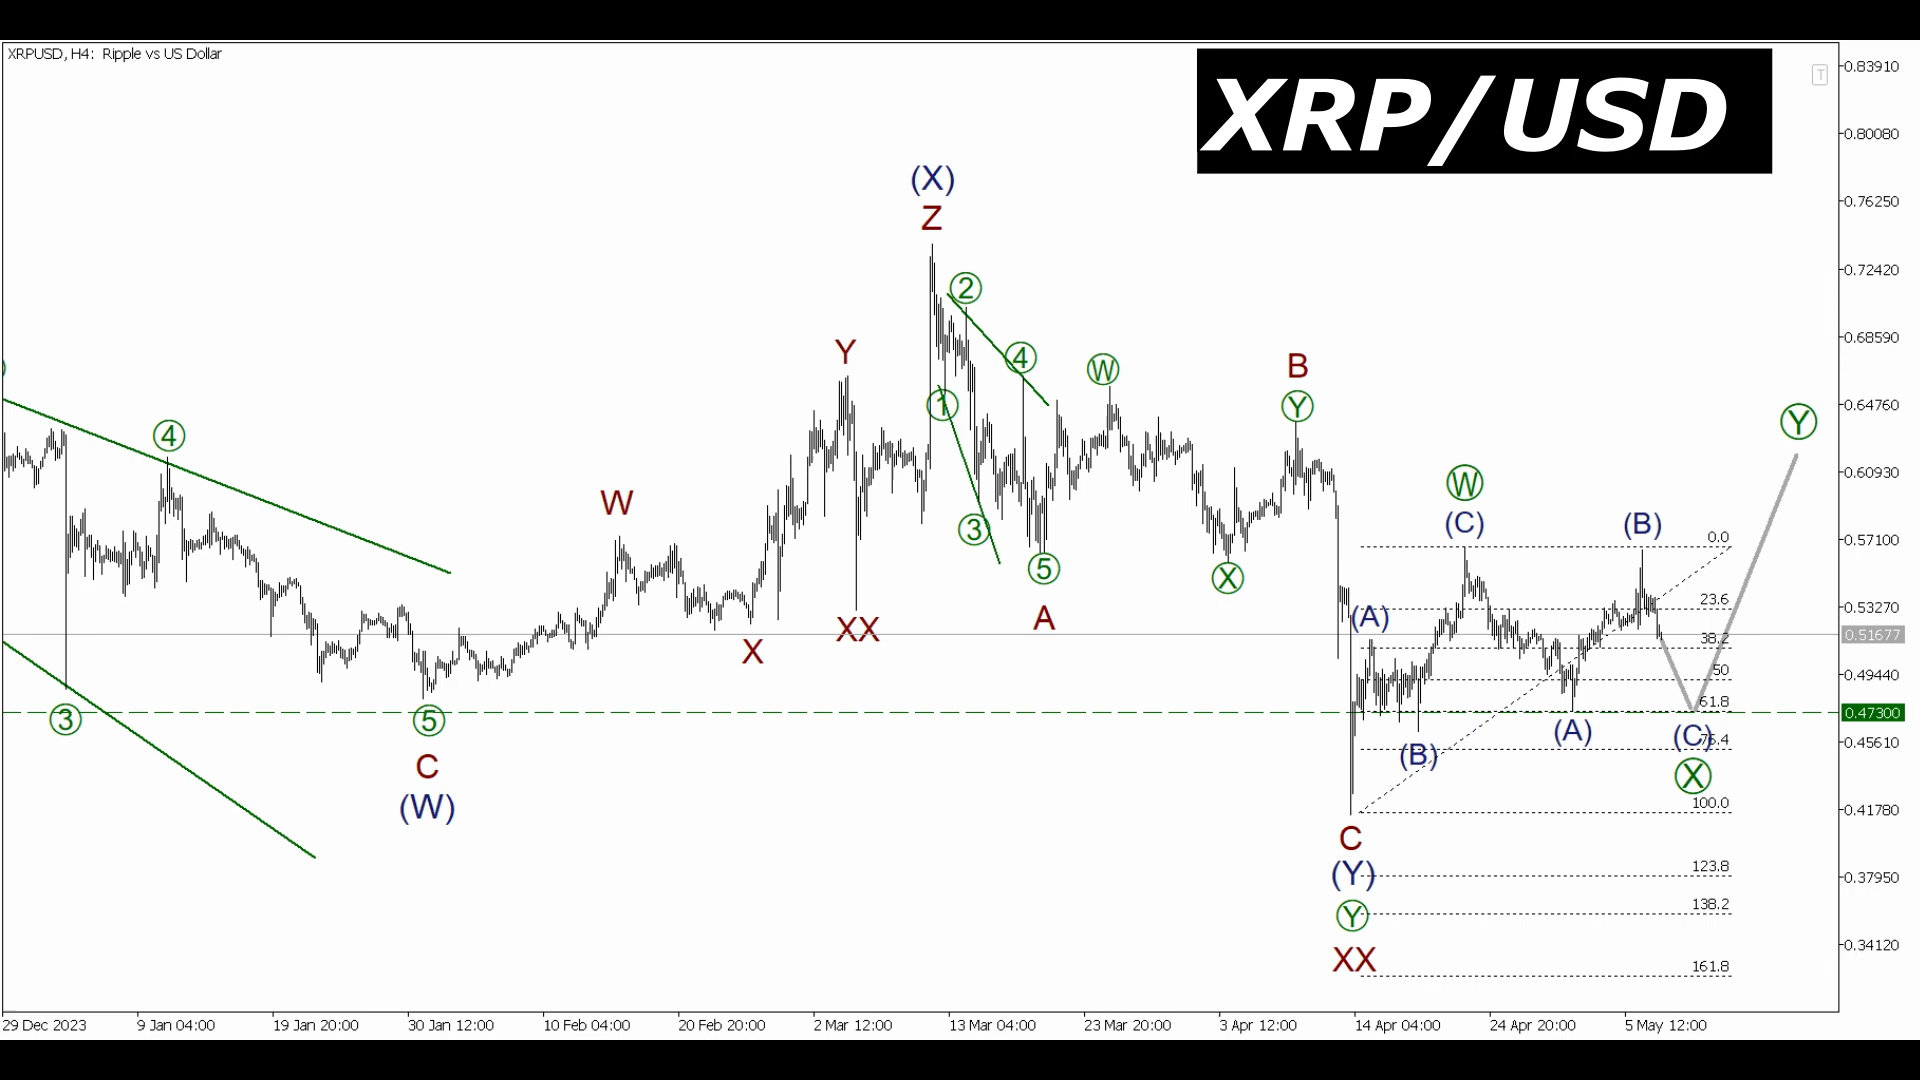 XRPUSD, H4: Ripple vs US Dollar
XRP/USD
T
0.83910
0.80080
0.76250
0.72420
0.68590
0.64760
0.60930
0.57100
0.53270
0.51677
0.49440
0.47300
0.45610
0.41780
0.37950
0.34120
(X)
Z
2
Y
4
W
B
1
Y
Y
4
W
W
(C)
(B)
3
0.0
5
X
23.6
A
(A)
XX
X
38.2
50
61.8
3
5
(A)
(C)
76.4
(B)
C
X
(W)
100.0
C
(Y)
123.8
Y
138.2
XX
161.8
29 Dec 2023
9 Jan 04:00
19 Jan 20:00
30 Jan 12:00
10 Feb 04:00
20 Feb 20:00
2 Mar 12:00
13 Mar 04:00
23 Mar 20:00
3 Apr 12:00
14 Apr 04:00
24 Apr 20:00
5 May 12:00